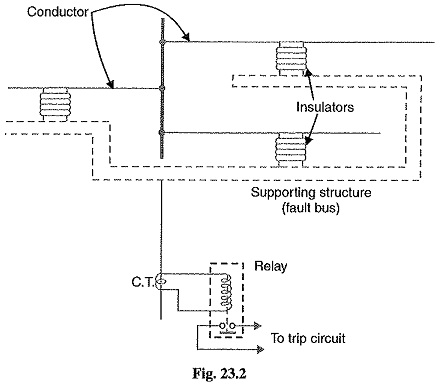 Conductor
Insulators
Supporting structure
(fault bus)
Relay
C.T.
To trip circuit
Fig. 23.2